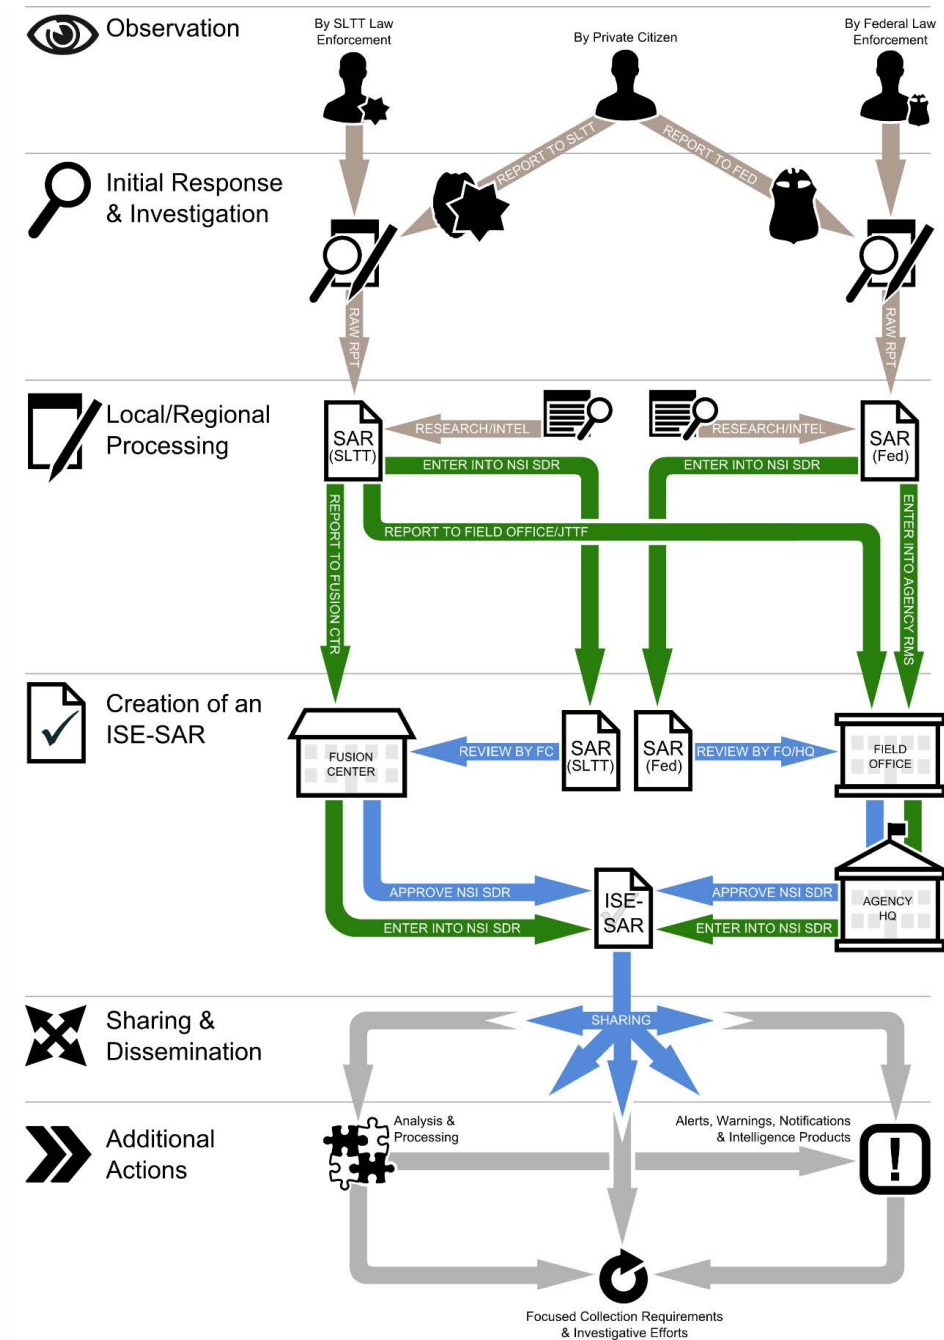 Observation
By SLTT Law
Enforcement
By Private Citizen
By Federal Law
Enforcement
REPORT TO SLTT
REPORT TO FED
Initial Response
& Investigation
RAW RPT
RAW RPT
Local/Regional
Processing
SAR
(SLTT)
RESEARCH/INTEL
RESEARCH/INTEL
SAR
(Fed)
ENTER INTO NSI SDR
ENTER INTO NSI SDR
REPORT TO FIELD OFFICE/JTTF
REPORT TO FUSION CTR
ENTER INTO AGENCY RMS
Creation of an
ISE-SAR
FUSION
CENTER
REVIEW BY FC
SAR
(SLTT)
SAR
(Fed)
REVIEW BY FO/HQ
FIELD
OFFICE
APPROVE NSI SDR
ENTER INTO NSI SDR
ISE-
SAR
APPROVE NSI SDR
ENTER INTO NSI SDR
AGENCY
HQ
Sharing &
Dissemination
SHARING
Additional
Actions
Analysis &
Processing
Alerts, Warnings, Notifications
& Intelligence Products
!
Focused Collection Requirements
& Investigative Efforts